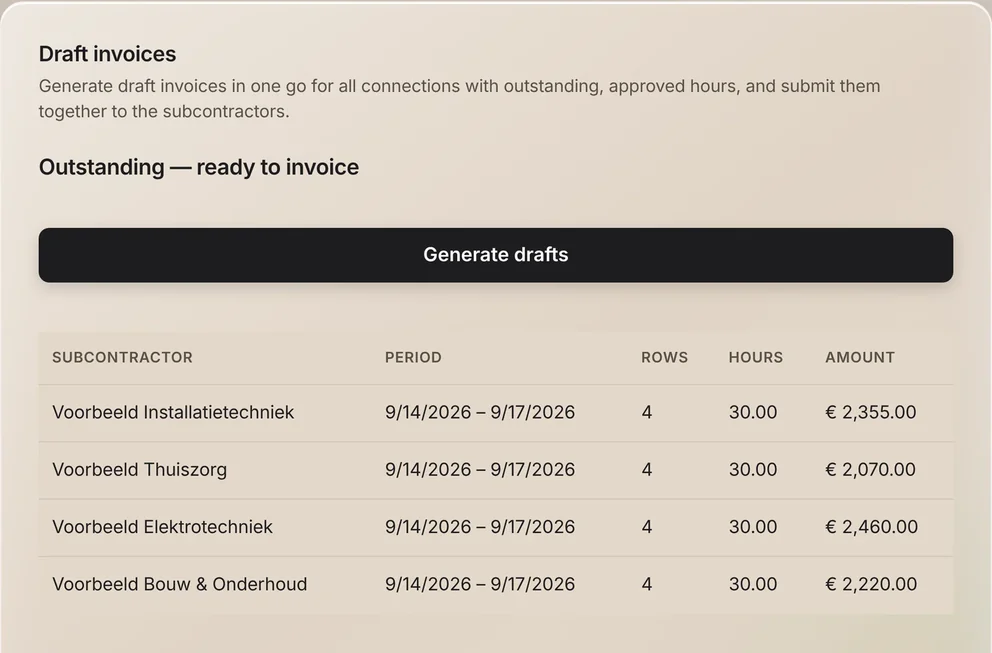 Draft invoices
Generate draft invoices in one go for all connections with outstanding, approved hours, and submit them
together to the subcontractors.
Outstanding — ready to invoice
Generate drafts
SUBCONTRACTOR PERIOD ROWS HOURS AMOUNT
Voorbeeld Installatietechniek 9/14/2026 – 9/17/2026 4 30.00 € 2,355.00
Voorbeeld Thuiszorg 9/14/2026 – 9/17/2026 4 30.00 € 2,070.00
Voorbeeld Elektrotechniek 9/14/2026 – 9/17/2026 4 30.00 € 2,460.00
Voorbeeld Bouw & Onderhoud 9/14/2026 – 9/17/2026 4 30.00 € 2,220.00